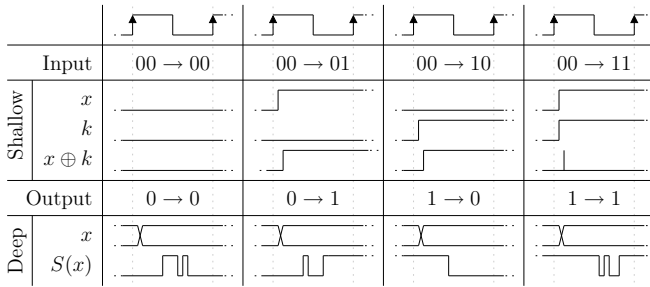 Input 00 → 00 00 → 01 00 → 10 00 → 11
Shallow
x
k
x ⊕ k
Output 0 → 0 0 → 1 1 → 0 1 → 1
Deep
x
S(x)